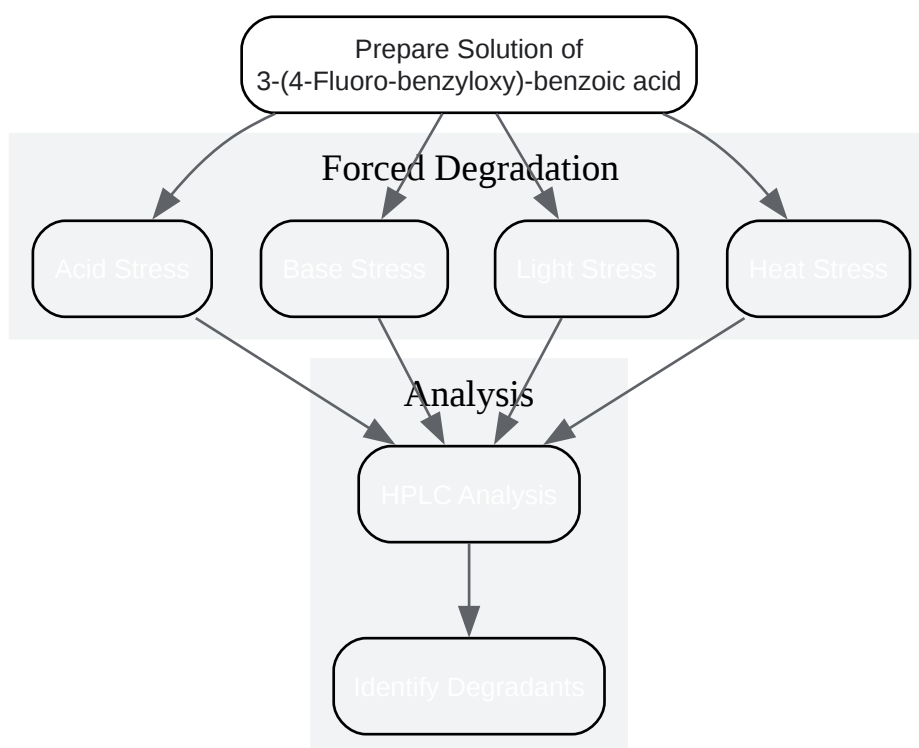 Prepare Solution of
3-(4-Fluoro-benzyloxy)-benzoic acid
Forced Degradation
Acid Stress
Base Stress
Light Stress
Heat Stress
Analysis
HPLC Analysis
Identify Degradants